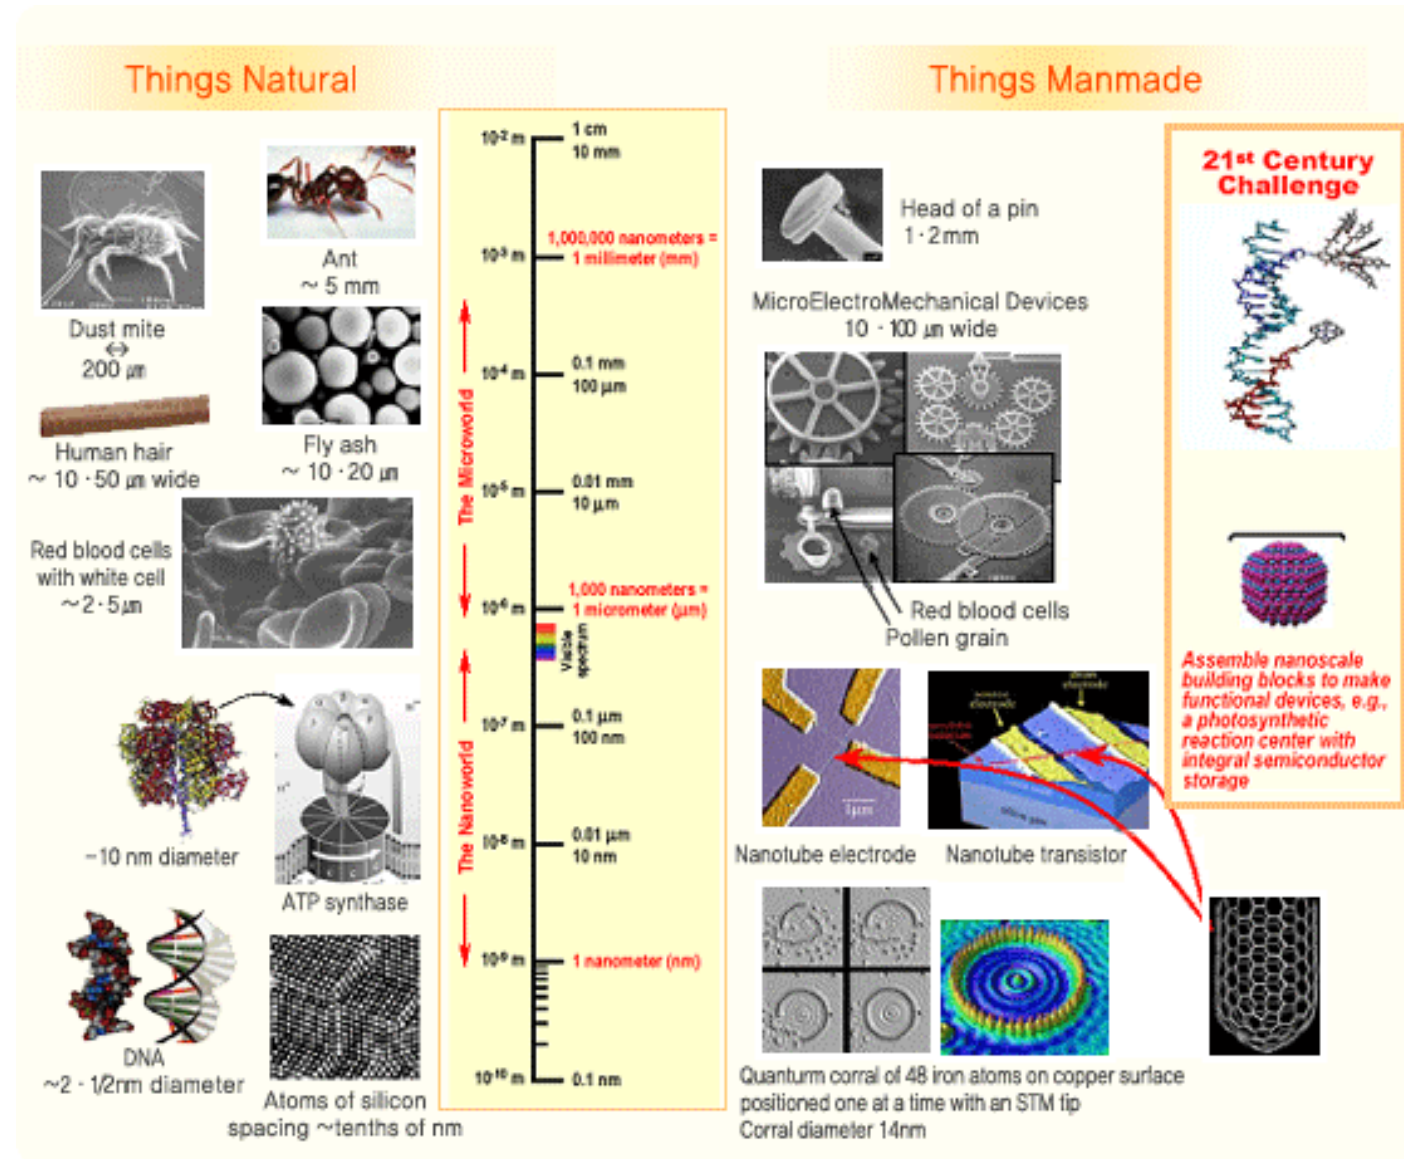 Things Natural
Things Manmade
Dust mite
↔
200 μm
Ant
~ 5 mm
Human hair
~ 10 · 50 μm wide
Fly ash
~ 10 · 20 μm
Red blood cells
with white cell
~2 · 5μm
~10 nm diameter
ATP synthase
DNA
~2 · 1/2nm diameter
Atoms of silicon
spacing ~tenths of nm
The Microworld
The Nanoworld
10-2 m
1 cm
10 mm
10-3 m
1,000,000 nanometers =
1 millimeter (mm)
10-4 m
0.1 mm
100 μm
10-5 m
0.01 mm
10 μm
10-6 m
1,000 nanometers =
1 micrometer (μm)
Visible
spectrum
10-7 m
0.1 μm
100 nm
10-8 m
0.01 μm
10 nm
10-9 m
1 nanometer (nm)
10-10 m
0.1 nm
Head of a pin
1 · 2mm
MicroElectroMechanical Devices
10 · 100 μm wide
Red blood cells
Pollen grain
1μm
electrode
electrode
Nanotube electrode
Nanotube transistor
Quanturm corral of 48 iron atoms on copper surface
positioned one at a time with an STM tip
Corral diameter 14nm
21st Century
Challenge
Assemble nanoscale
building blocks to make
functional devices, e.g.,
a photosynthetic
reaction center with
integral semiconductor
storage